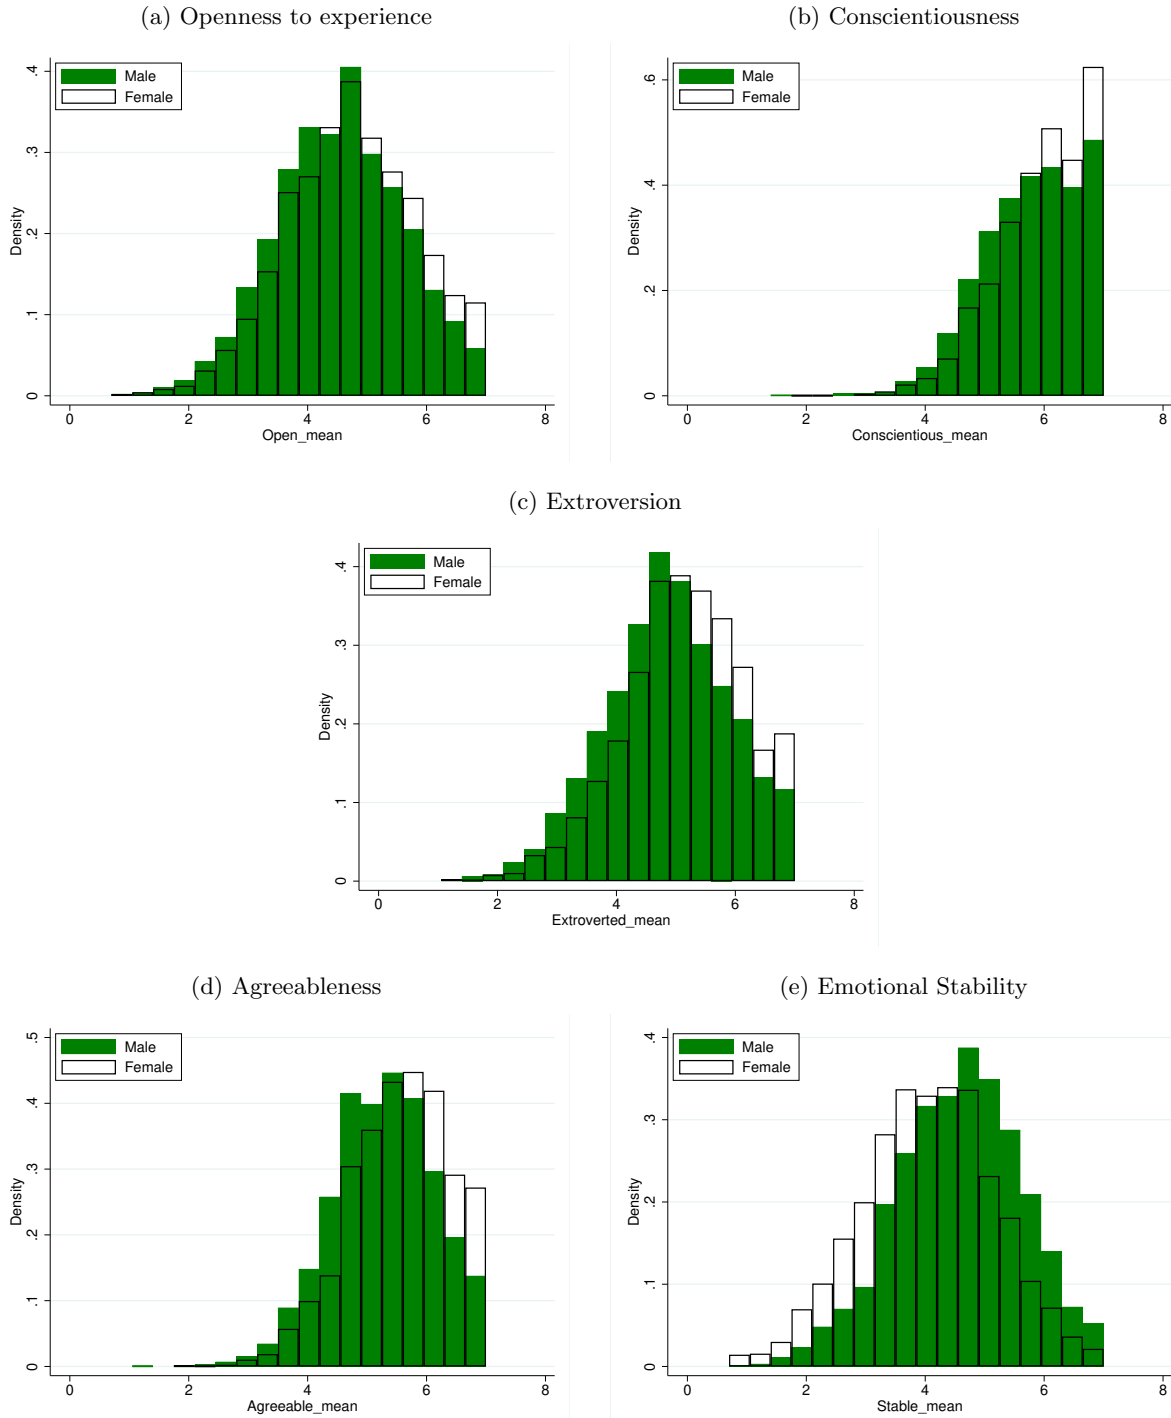 (a) Openness to experience
Male
Female
Density
0 .1 .2 .3 .4
0 2 4 6 8
Open_mean
(b) Conscientiousness
Male
Female
Density
0 .2 .4 .6
0 2 4 6 8
Conscientious_mean
(c) Extroversion
Male
Female
Density
0 .1 .2 .3 .4
0 2 4 6 8
Extroverted_mean
(d) Agreeableness
Male
Female
Density
0 .1 .2 .3 .4 .5
0 2 4 6 8
Agreeable_mean
(e) Emotional Stability
Male
Female
Density
0 .1 .2 .3 .4
0 2 4 6 8
Stable_mean